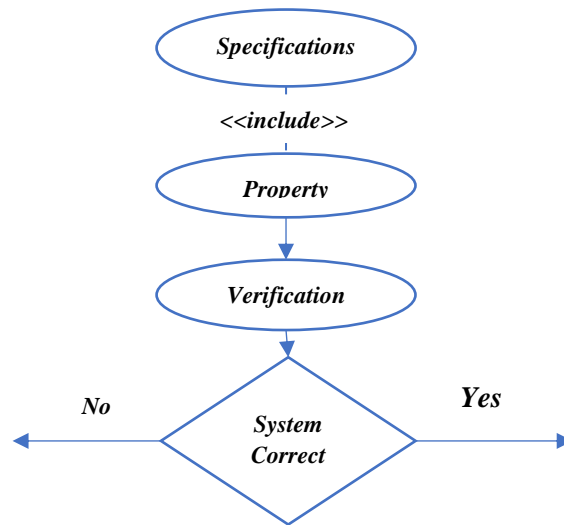 Specifications
<<include>>
Property
Verification
No
Yes
System
Correct